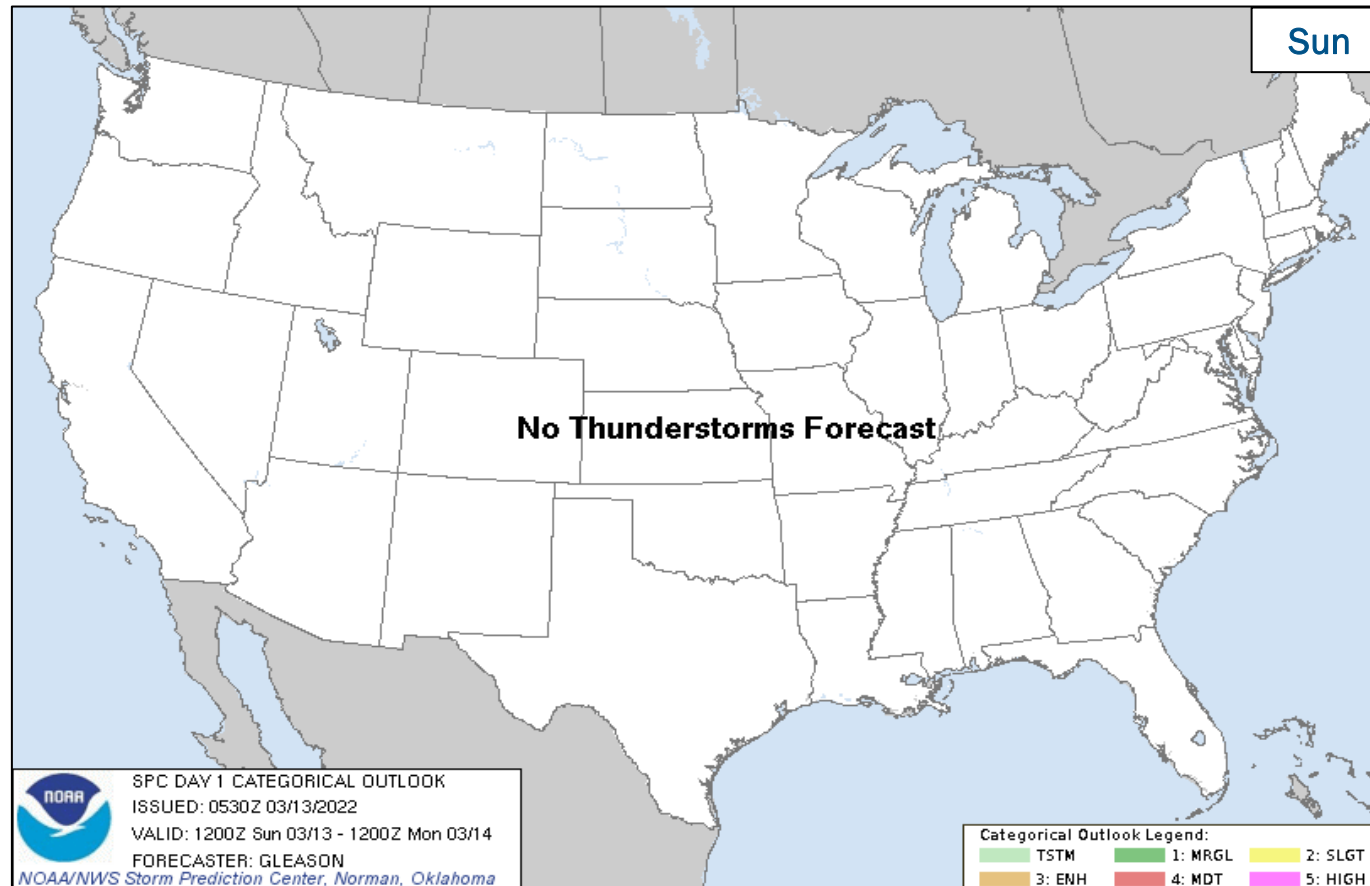 Sun
No Thunderstorms Forecast
NOAA
SPC DAY 1 CATEGORICAL OUTLOOK
ISSUED: 0530Z 03/13/2022
VALID: 1200Z Sun 03/13 - 1200Z Mon 03/14
FORECASTER: GLEASON
NOAA/NWS Storm Prediction Center, Norman, Oklahoma
Categorical Outlook Legend:
TSTM 1: MRGL 2: SLGT
3: ENH 4: MDT 5: HIGH